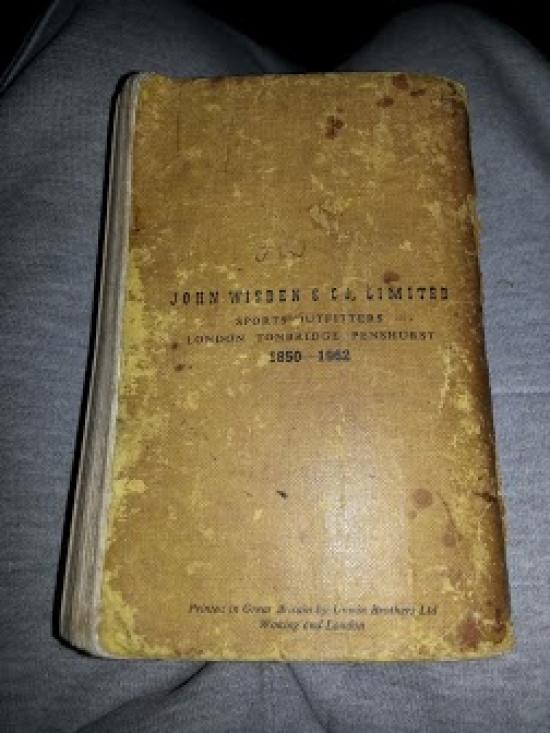 JW
JOHN WISDEN & CO. LIMITED
SPORTS OUTFITTERS
LONDON TONBRIDGE PENSHURST
1850–1962
Printed in Great Britain by Unwin Brothers Ltd
Woking and London